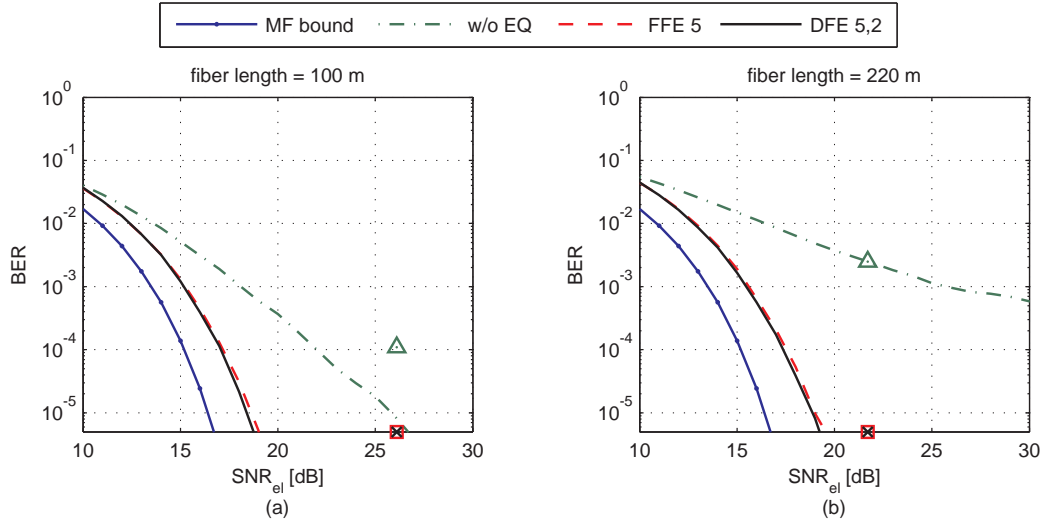 MF bound w/o EQ FFE 5 DFE 5,2
fiber length = 100 m
10^0
10^-1
10^-2
10^-3
10^-4
10^-5
BER
10 15 20 25 30
SNR_el [dB]
(a)
fiber length = 220 m
10^0
10^-1
10^-2
10^-3
10^-4
10^-5
BER
10 15 20 25 30
SNR_el [dB]
(b)